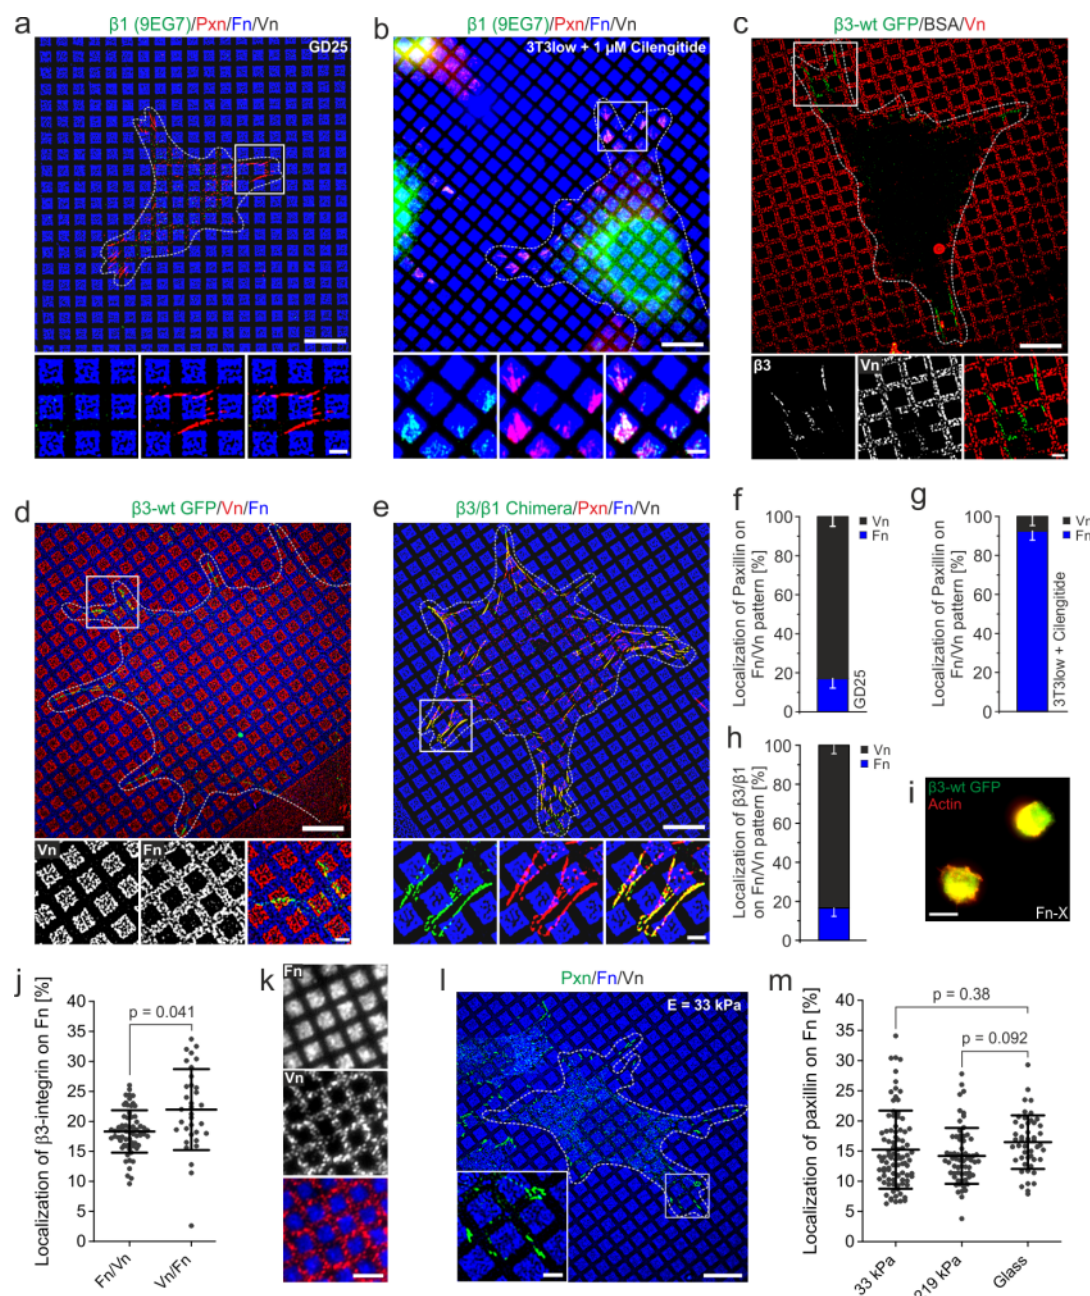 a
β1 (9EG7)/Pxn/Fn/Vn
GD25
b
β1 (9EG7)/Pxn/Fn/Vn
3T3low + 1 μM Cilengitide
c
β3-wt GFP/BSA/Vn
β3
Vn
d
β3-wt GFP/Vn/Fn
Vn
Fn
e
β3/β1 Chimera/Pxn/Fn/Vn
f
Localization of Paxillin on
Fn/Vn pattern [%]
100
80
60
40
20
0
Vn
Fn
GD25
g
Localization of Paxillin on
Fn/Vn pattern [%]
100
80
60
40
20
0
Vn
Fn
3T3low + Cilengitide
h
Localization of β3/β1
on Fn/Vn pattern [%]
100
80
60
40
20
0
Vn
Fn
i
β3-wt GFP
Actin
Fn-X
j
Localization of β3-integrin on Fn [%]
40
35
30
25
20
15
10
5
0
p = 0.041
Fn/Vn
Vn/Fn
k
Fn
Vn
l
Pxn/Fn/Vn
E = 33 kPa
m
Localization of paxillin on Fn [%]
40
35
30
25
20
15
10
5
0
p = 0.38
p = 0.092
33 kPa
219 kPa
Glass